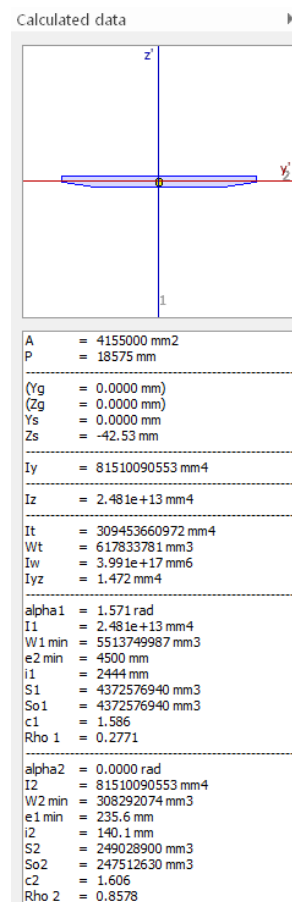 Calculated data
z'
y'
2
0
1
A = 4155000 mm2
P = 18575 mm
(Yg = 0.0000 mm)
(Zg = 0.0000 mm)
Ys = 0.0000 mm
Zs = -42.53 mm
Iy = 81510090553 mm4
Iz = 2.481e+13 mm4
It = 309453660972 mm4
Wt = 617833781 mm3
Iw = 3.991e+17 mm6
Iyz = 1.472 mm4
alpha1 = 1.571 rad
I1 = 2.481e+13 mm4
W1 min = 5513749987 mm3
e2 min = 4500 mm
i1 = 2444 mm
S1 = 4372576940 mm3
So1 = 4372576940 mm3
c1 = 1.586
Rho 1 = 0.2771
alpha2 = 0.0000 rad
I2 = 81510090553 mm4
W2 min = 308292074 mm3
e1 min = 235.6 mm
i2 = 140.1 mm
S2 = 249028900 mm3
So2 = 247512630 mm3
c2 = 1.606
Rho 2 = 0.8578